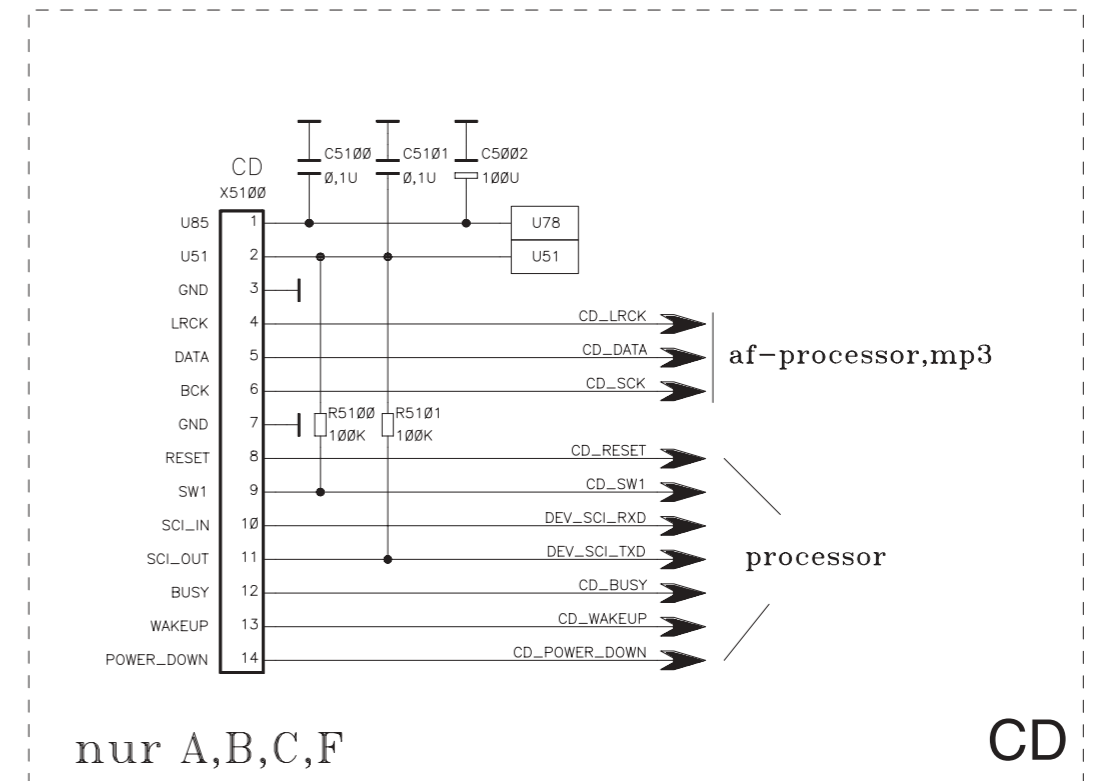 C5100 C5101 C5002
CD
0,1U 0,1U 100U
X5100
U85 1 U78
U51 2 U51
GND 3
LRCK 4 CD_LRCK
DATA 5 CD_DATA af-processor,mp3
BCK 6 CD_SCK
R5100 R5101
GND 7
100K 100K
RESET 8 CD_RESET
SW1 9 CD_SW1
SCI_IN 10 DEV_SCI_RXD
SCI_OUT 11 DEV_SCI_TXD processor
BUSY 12 CD_BUSY
WAKEUP 13 CD_WAKEUP
POWER_DOWN 14 CD_POWER_DOWN
nur A,B,C,F CD